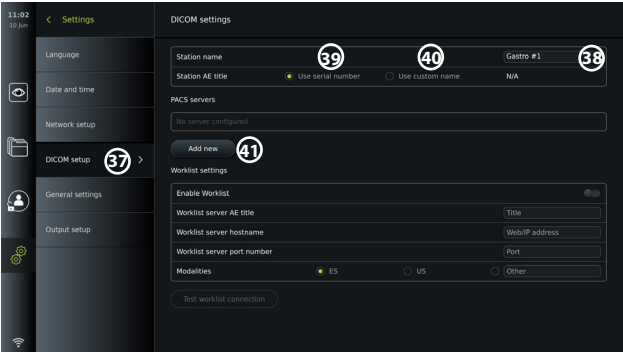 11:02
10 Jun
Settings
DICOM settings
Language
Date and time
Network setup
DICOM setup 37
General settings
Output setup
39 40
Station name Gastro #1 38
Station AE title Use serial number Use custom name N/A
PACS servers
No server configured
Add new 41
Worklist settings
Enable Worklist
Worklist server AE title Title
Worklist server hostname Web/IP address
Worklist server port number Port
Modalities ES US Other
Test worklist connection